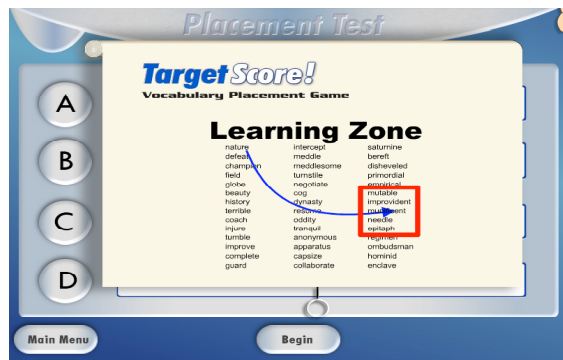 Placement Test
Target Score!
Vocabulary Placement Game
Learning Zone
nature intercept saturnine
defeat meddle bereft
champion meddlesome disheveled
field turnstile primordial
globe negotiate empirical
beauty cog mutable
history dynasty improvident
terrible resume
coach oddity needle
injure tranquil epitaph
tumble anonymous regimen
improve apparatus ombudsman
complete capsize hominid
guard collaborate enclave
A
B
C
D
Main Menu
Begin